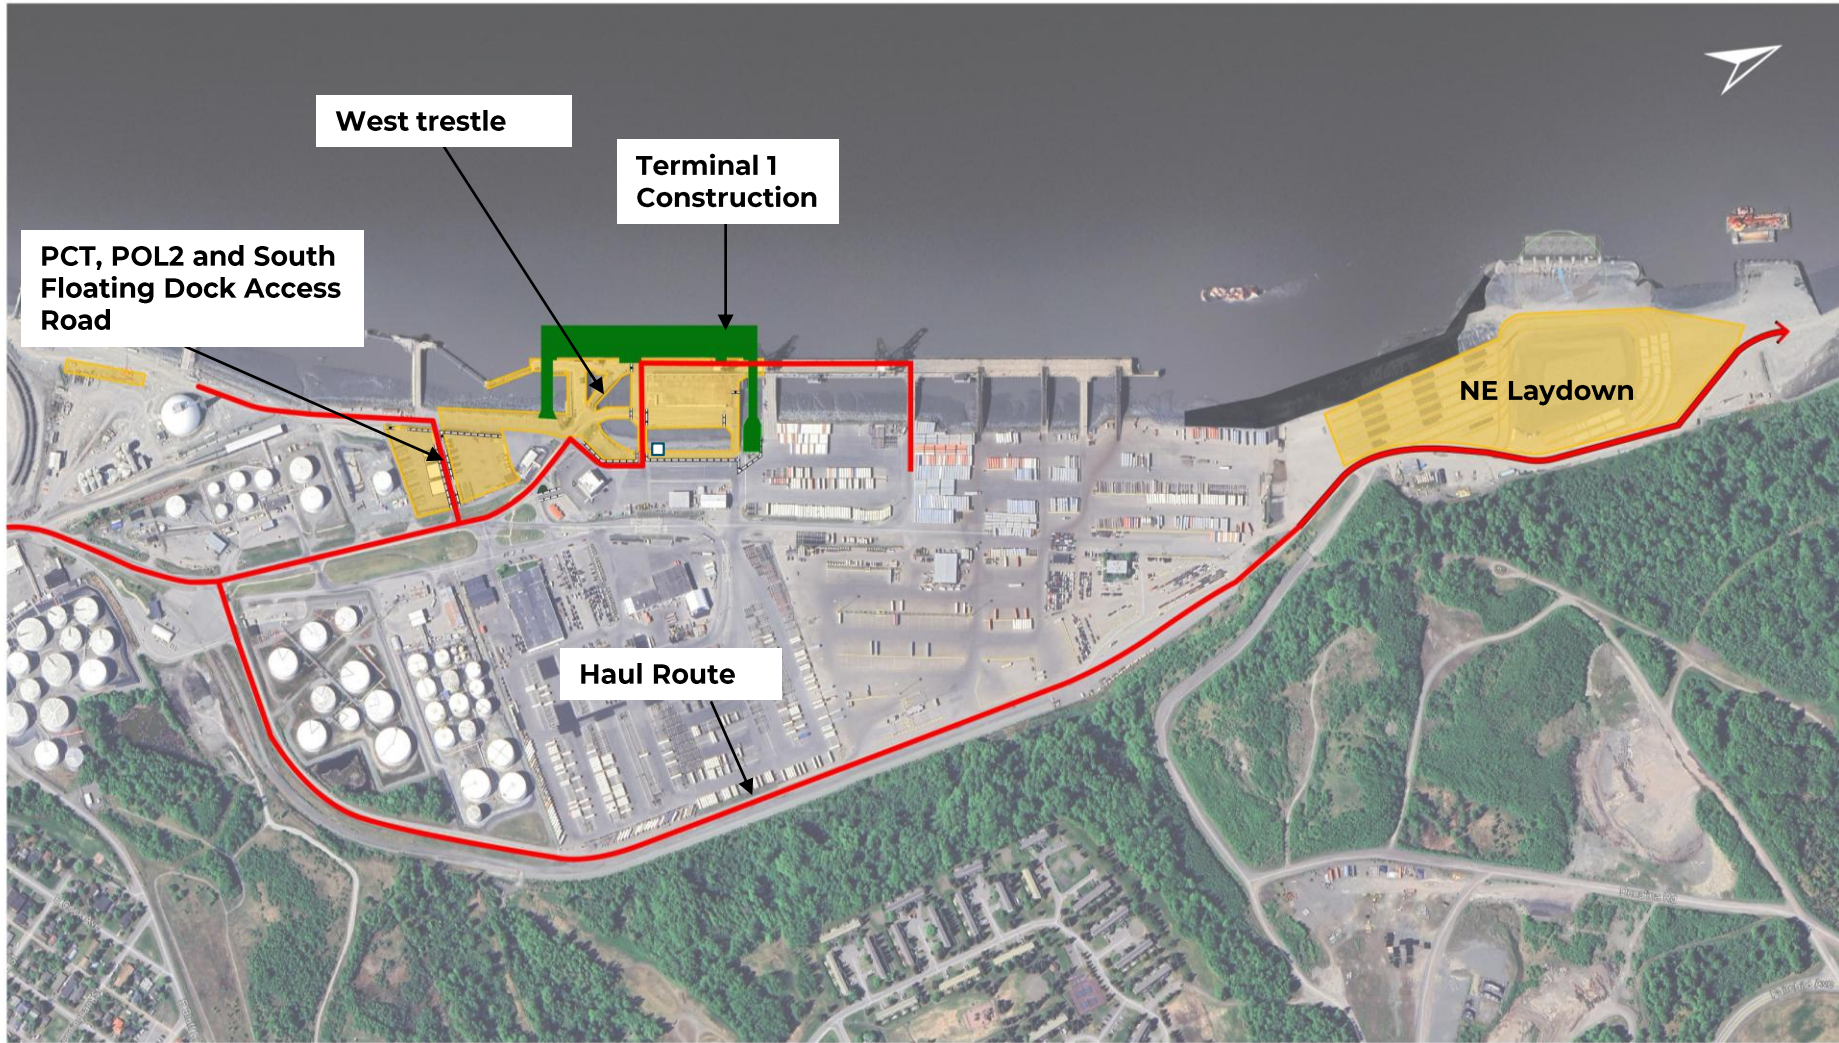 West trestle
Terminal 1
Construction
PCT, POL2 and South
Floating Dock Access
Road
NE Laydown
Haul Route